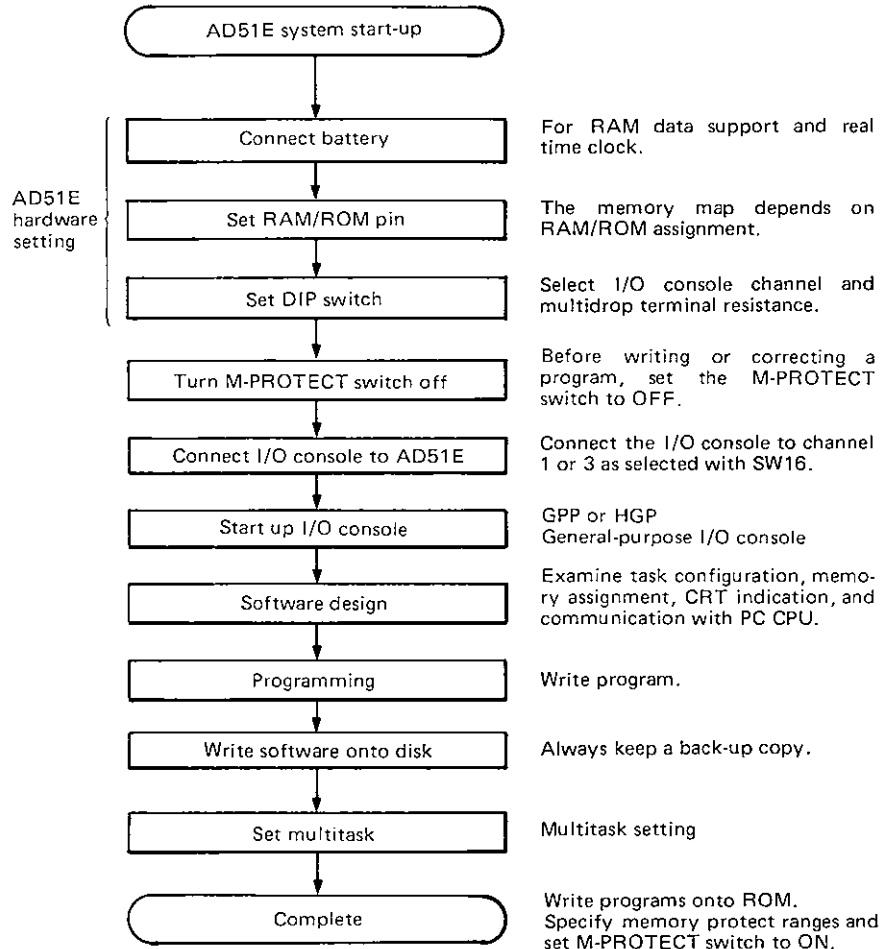 AD51E system start-up
Connect battery
For RAM data support and real
time clock.
AD51E
hardware
setting
Set RAM/ROM pin
The memory map depends on
RAM/ROM assignment.
Set DIP switch
Select I/O console channel and
multidrop terminal resistance.
Turn M-PROTECT switch off
Before writing or correcting a
program, set the M-PROTECT
switch to OFF.
Connect I/O console to AD51E
Connect the I/O console to channel
1 or 3 as selected with SW16.
Start up I/O console
GPP or HGP
General-purpose I/O console
Software design
Examine task configuration, memo-
ry assignment, CRT indication, and
communication with PC CPU.
Programming
Write program.
Write software onto disk
Always keep a back-up copy.
Set multitask
Multitask setting
Complete
Write programs onto ROM.
Specify memory protect ranges and
set M-PROTECT switch to ON.